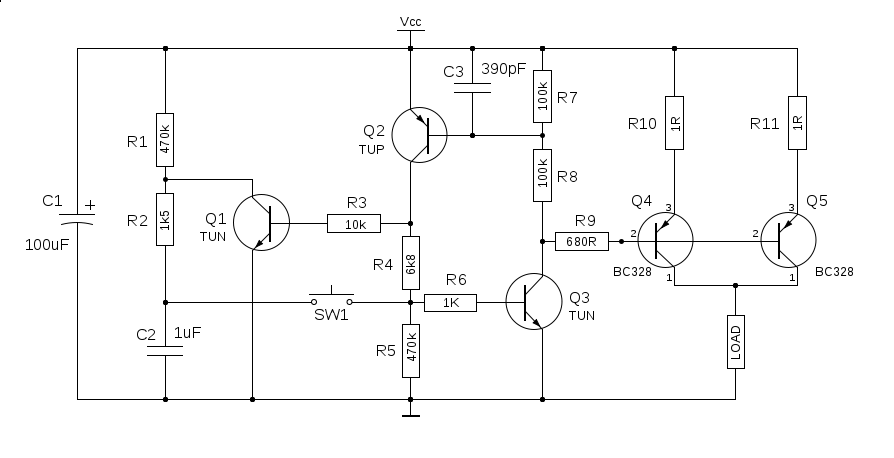 Vcc
C3 390pF
R7 100k
R10 1R
R11 1R
Q2
TUP
R1 470k
R8 100k
C1 +
100uF
R2 1k5
Q1
TUN
R3
10k
R9
680R
Q4
3
2
1
BC328
Q5
3
2
1
BC328
R4 6k8
R6
1K
Q3
TUN
SW1
C2 1uF
R5 470k
LOAD